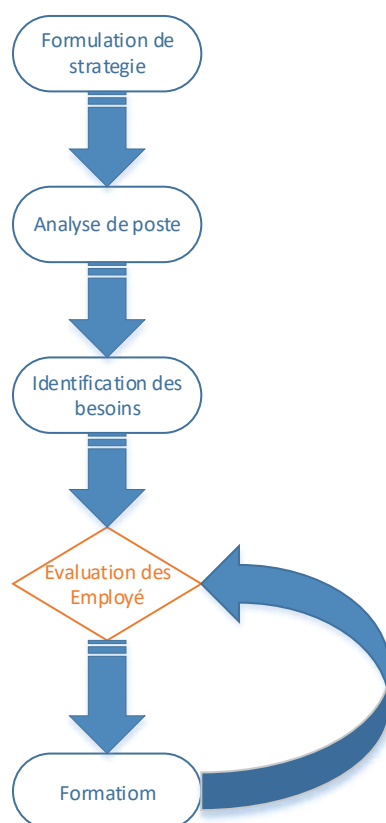 Formulation de
strategie
Analyse de poste
Identification des
besoins
Evaluation des
Employé
Formatiom